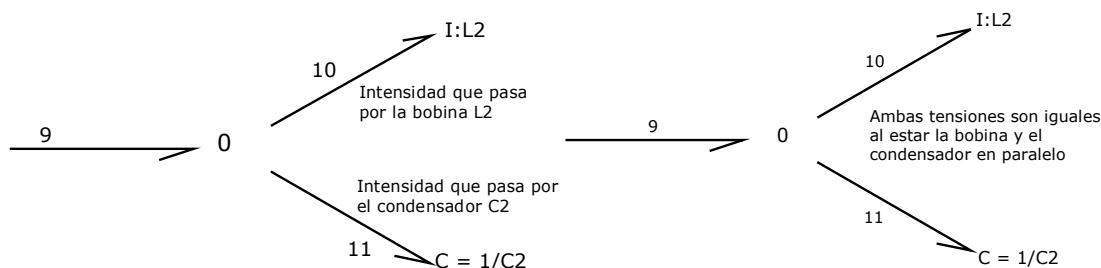 I:L2
10
Intensidad que pasa
por la bobina L2
9
0
Intensidad que pasa por
el condensador C2
11
C = 1/C2
I:L2
10
Ambas tensiones son iguales
al estar la bobina y el
condensador en paralelo
9
0
11
C = 1/C2